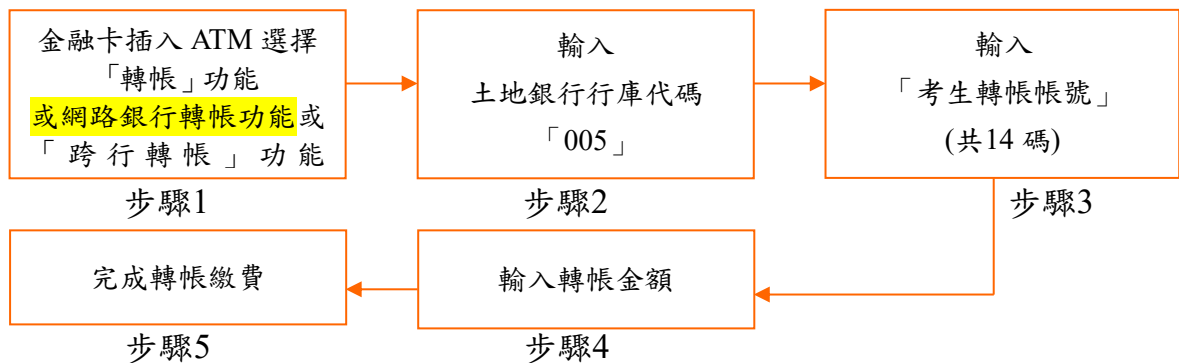 金融卡插入 ATM 選擇
「轉帳」功能
或網路銀行轉帳功能或
「跨行轉帳」功能
步驟1
輸入
土地銀行行庫代碼
「005」
步驟2
輸入
「考生轉帳帳號」
(共14 碼)
步驟3
輸入轉帳金額
步驟4
完成轉帳繳費
步驟5